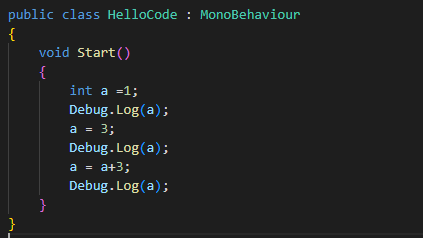 public class HelloCode : MonoBehaviour
{
    void Start()
    {
        int a =1;
        Debug.Log(a);
        a = 3;
        Debug.Log(a);
        a = a+3;
        Debug.Log(a);
    }
}